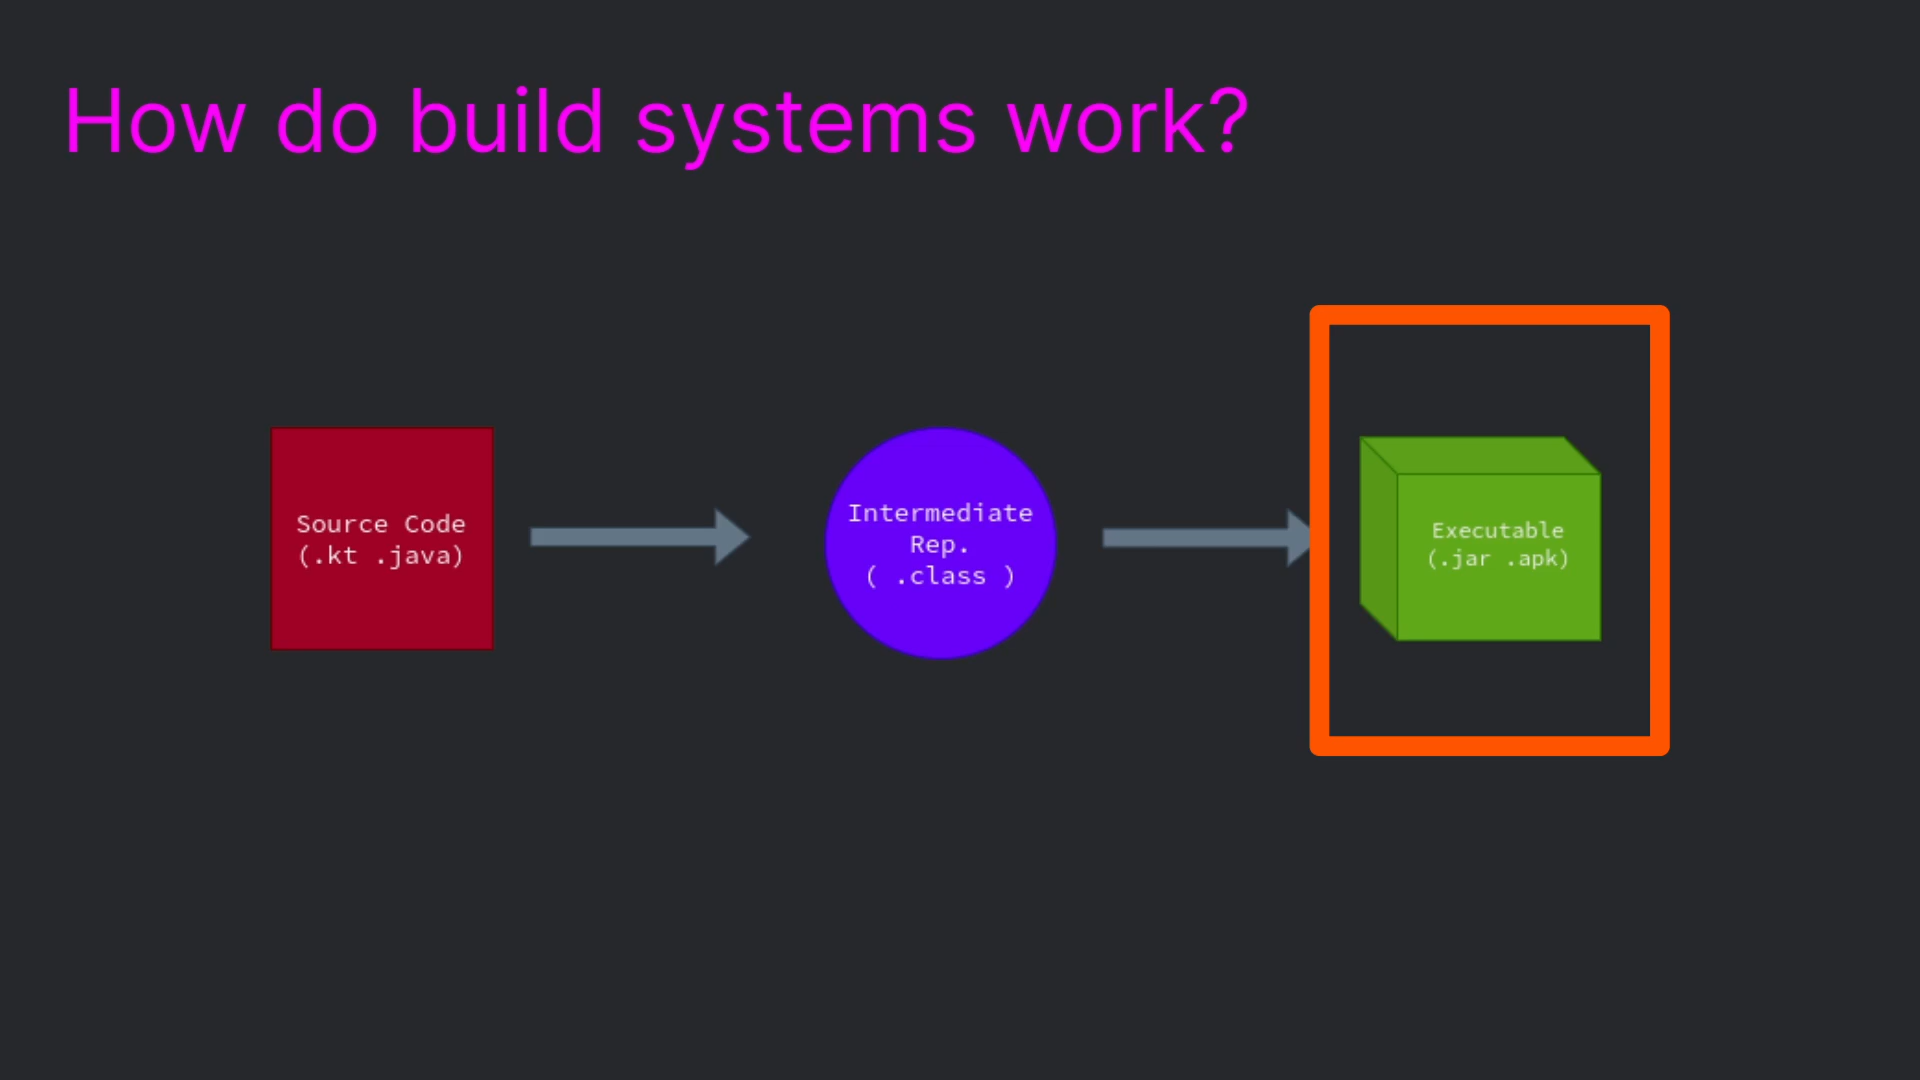 How do build systems work?
Source Code
(.kt .java)
Intermediate
Rep.
( .class )
Executable
(.jar .apk)